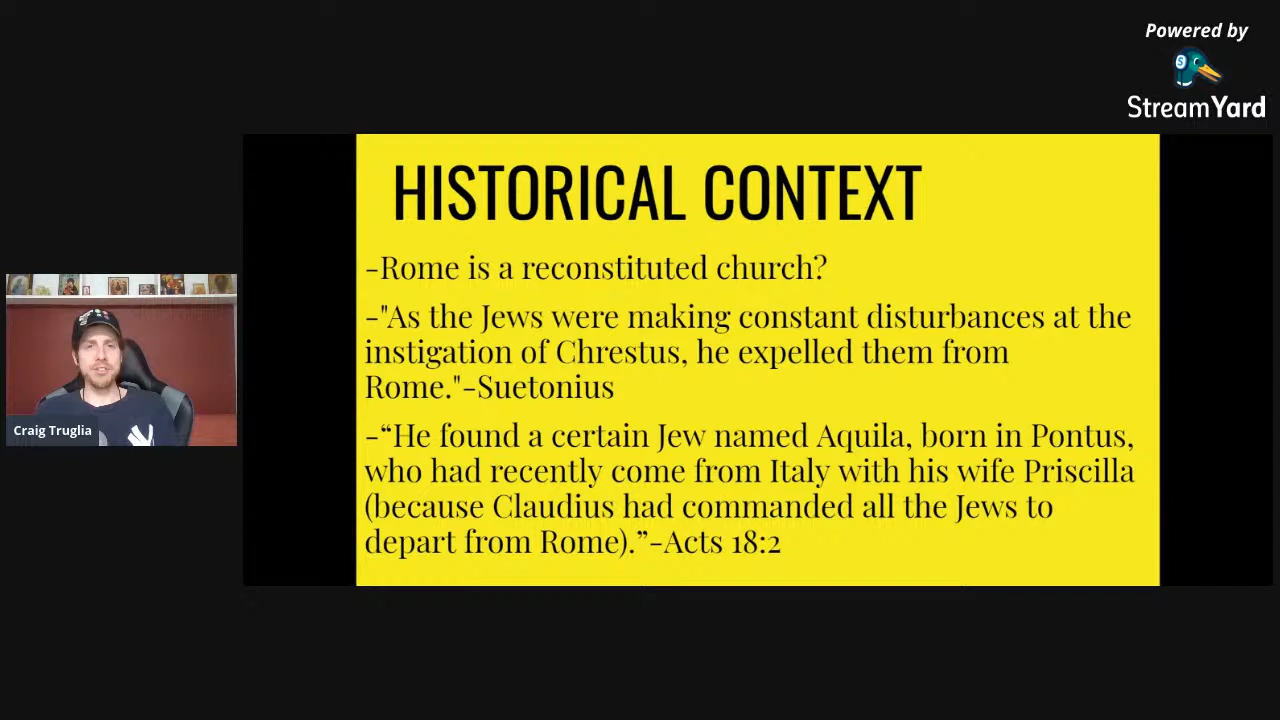 Powered by
StreamYard
HISTORICAL CONTEXT
-Rome is a reconstituted church?
-"As the Jews were making constant disturbances at the
instigation of Chrestus, he expelled them from
Rome."-Suetonius
-“He found a certain Jew named Aquila, born in Pontus,
who had recently come from Italy with his wife Priscilla
(because Claudius had commanded all the Jews to
depart from Rome).”-Acts 18:2
Craig Truglia